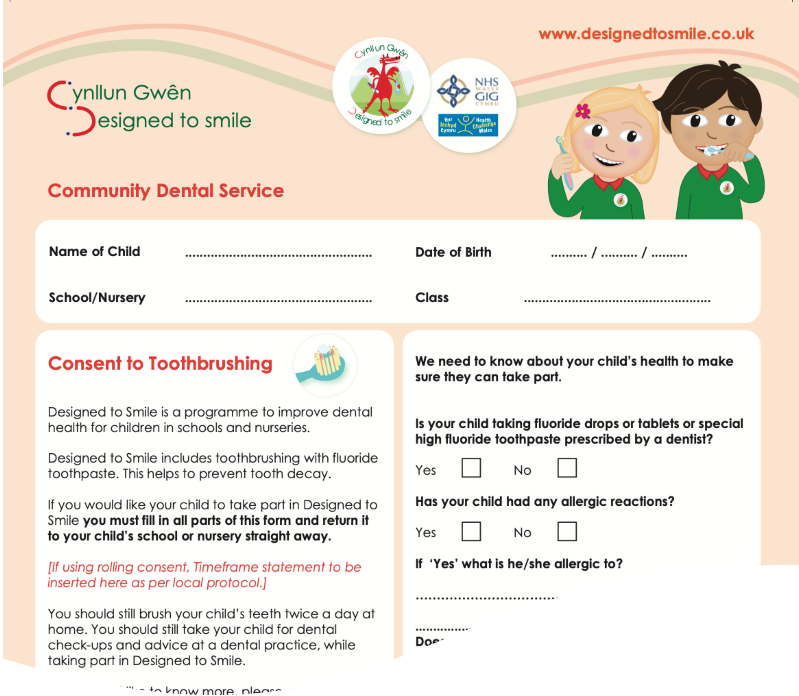 www.designedtosmile.co.uk
Cynllun Gwên
Designed to smile
Cynllun Gwên
Designed to smile
NHS
WALES
GIG
CYMRU
Her Iechyd Cymru
Health Challenge Wales
Community Dental Service
Name of Child ....................................................
Date of Birth .......... / .......... / ..........
School/Nursery ....................................................
Class ....................................................
Consent to Toothbrushing
Designed to Smile is a programme to improve dental
health for children in schools and nurseries.
Designed to Smile includes toothbrushing with fluoride
toothpaste. This helps to prevent tooth decay.
If you would like your child to take part in Designed to
Smile you must fill in all parts of this form and return it
to your child's school or nursery straight away.
[If using rolling consent, Timeframe statement to be
inserted here as per local protocol.]
You should still brush your child's teeth twice a day at
home. You should still take your child for dental
check-ups and advice at a dental practice, while
taking part in Designed to Smile.
to know more, 
We need to know about your child's health to make
sure they can take part.
Is your child taking fluoride drops or tablets or special
high fluoride toothpaste prescribed by a dentist?
Yes No
Has your child had any allergic reactions?
Yes No
If 'Yes' what is he/she allergic to?
................................
...............